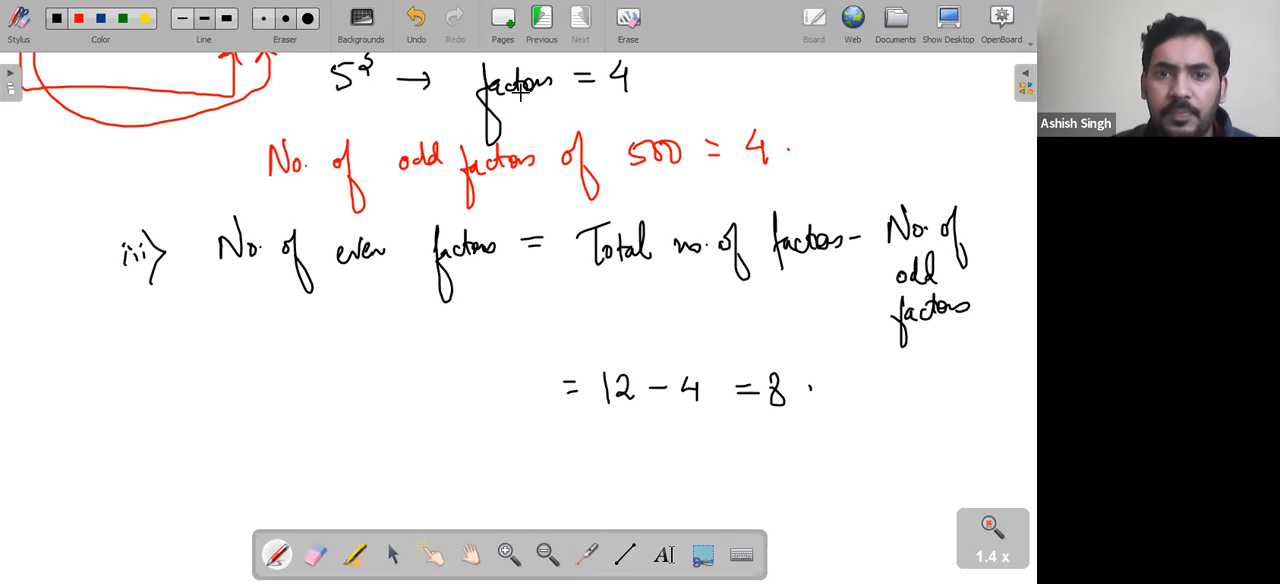 Stylus Color Line Eraser Backgrounds Undo Redo Pages Previous Next Erase Board Web Documents Show Desktop OpenBoard
5³ → factors = 4
No. of odd factors of 500 = 4.
iii) No. of even factors = Total no. of factors - No. of
odd
factors
= 12 - 4 = 8.
Ashish Singh
1.4 x